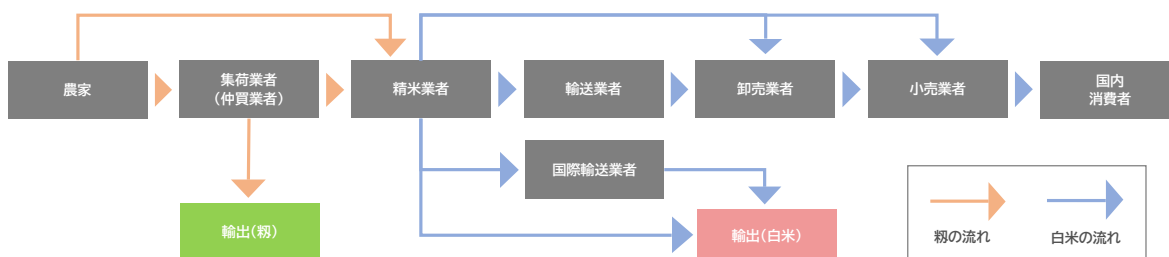 農家
集荷業者
(仲買業者)
精米業者
輸送業者
卸売業者
小売業者
国内
消費者
国際輸送業者
輸出(籾)
輸出(白米)
籾の流れ
白米の流れ